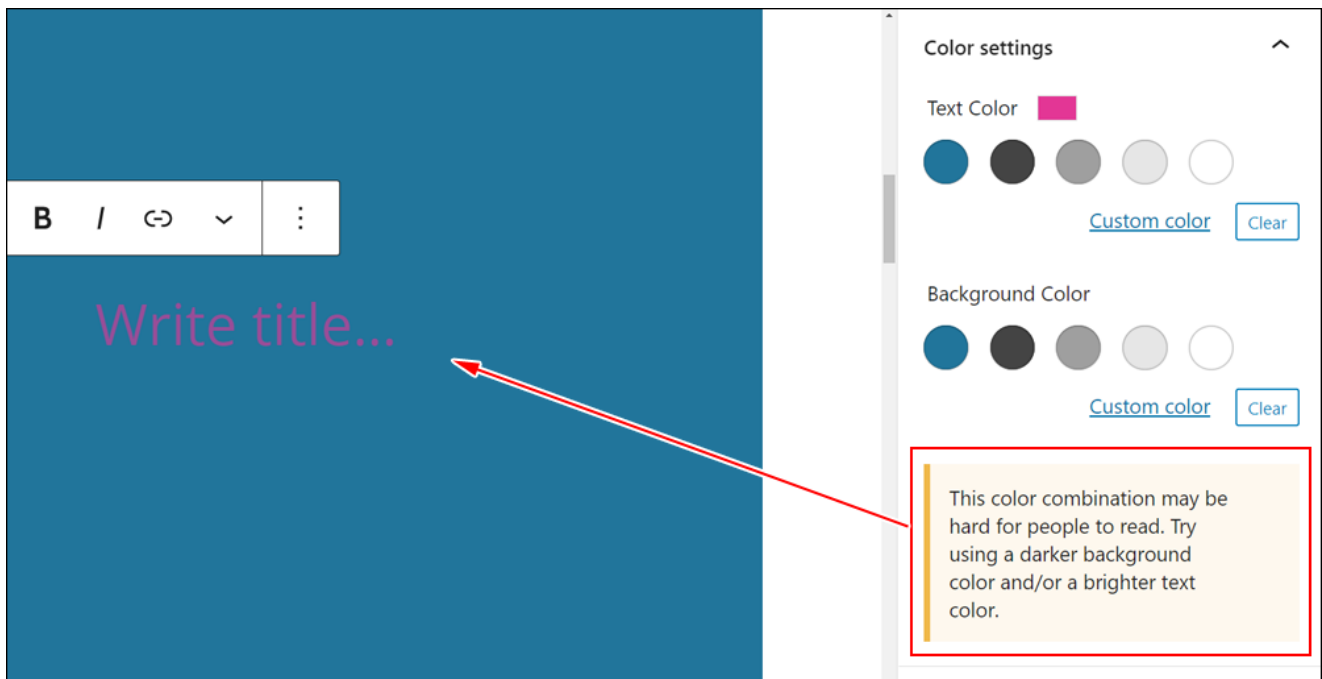 B I
Write title...
Color settings
Text Color
Custom color Clear
Background Color
Custom color Clear
This color combination may be
hard for people to read. Try
using a darker background
color and/or a brighter text
color.